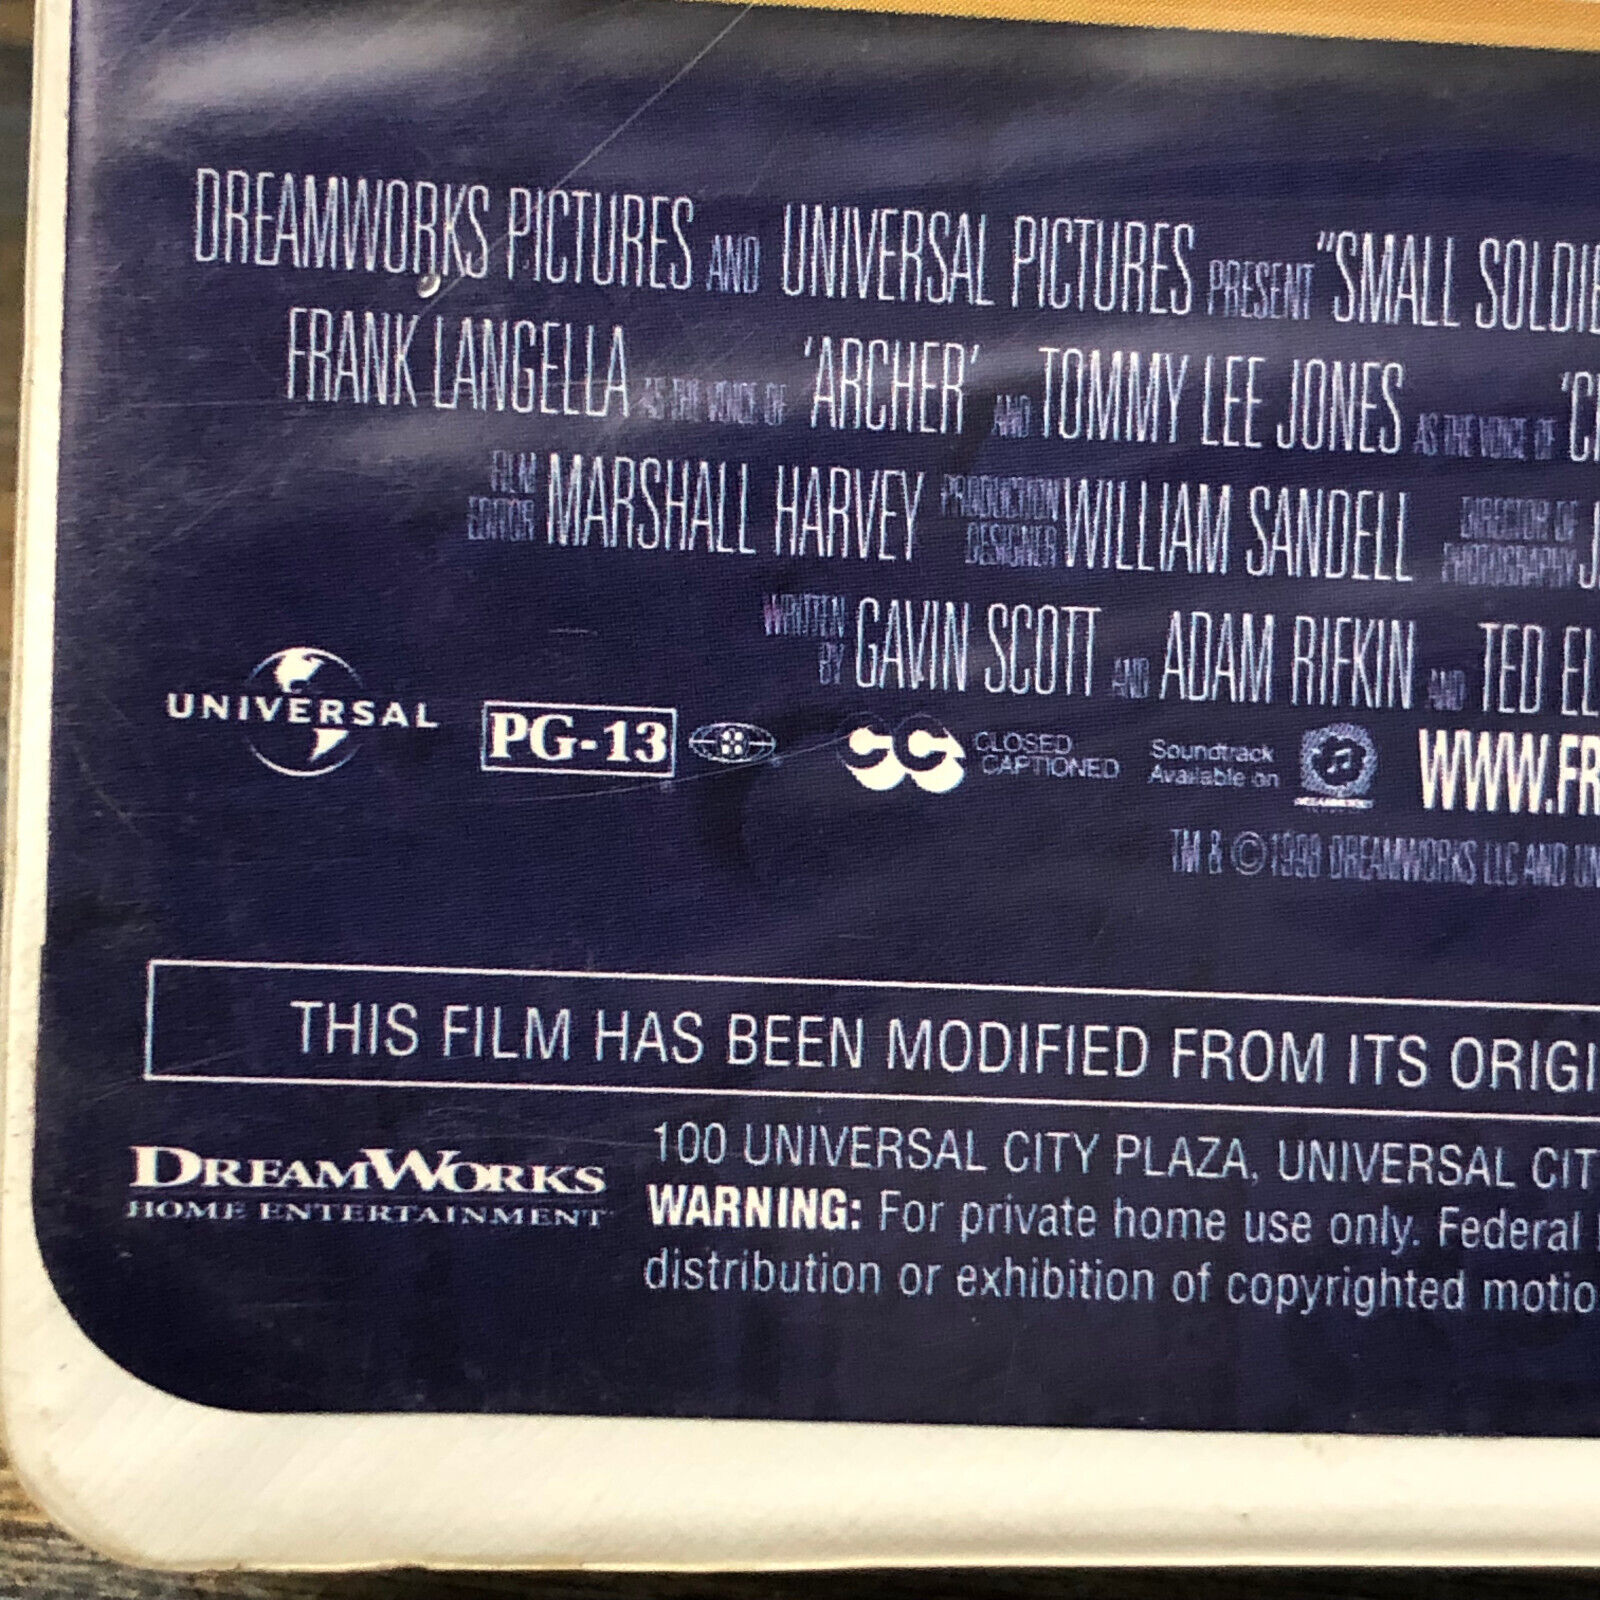 DREAMWORKS PICTURES AND UNIVERSAL PICTURES PRESENT "SMALL SOLDIE
FRANK LANGELLA AS THE VOICE OF 'ARCHER' AND TOMMY LEE JONES AS THE VOICE OF 'C
FILM EDITOR MARSHALL HARVEY PRODUCTION DESIGNER WILLIAM SANDELL DIRECTOR OF PHOTOGRAPHY J
WRITTEN BY GAVIN SCOTT AND ADAM RIFKIN AND TED EL
UNIVERSAL PG-13 CC CLOSED CAPTIONED Soundtrack Available on DREAMWORKS WWW.FR
TM & ©1998 DREAMWORKS LLC AND UN
THIS FILM HAS BEEN MODIFIED FROM ITS ORIGI
DREAMWORKS
HOME ENTERTAINMENT
100 UNIVERSAL CITY PLAZA, UNIVERSAL CIT
WARNING: For private home use only. Federal
distribution or exhibition of copyrighted motio